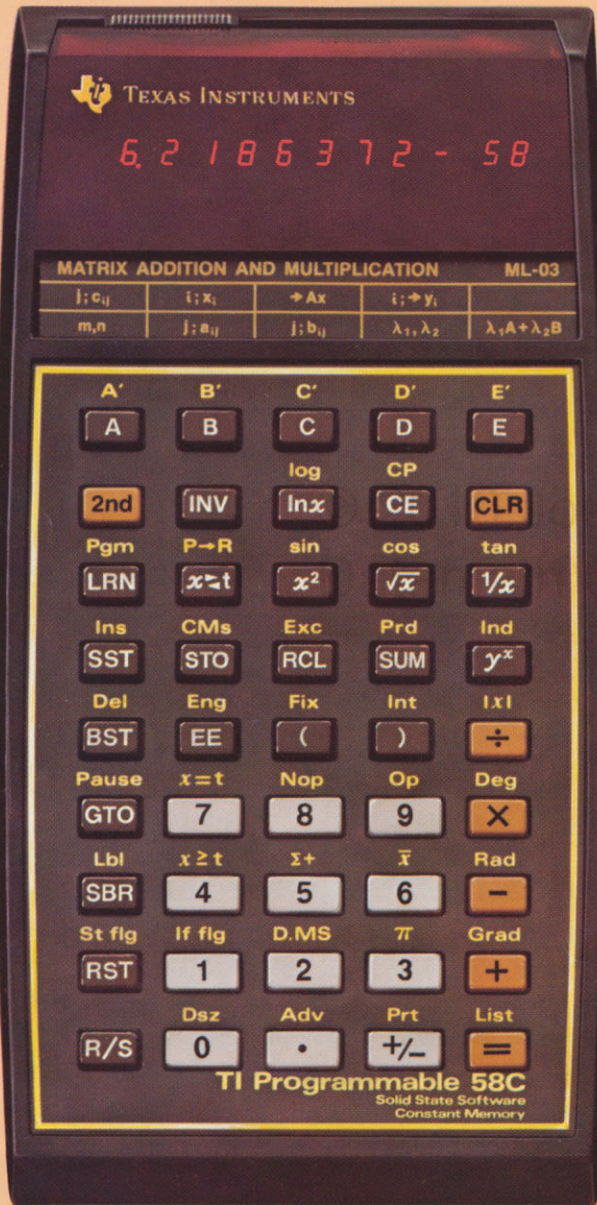 TEXAS INSTRUMENTS
6.2186372- 58
MATRIX ADDITION AND MULTIPLICATION ML-03
j; cᵢⱼ i; xᵢ →Ax i; →yᵢ
m,n j; aᵢⱼ j; bᵢⱼ λ₁, λ₂ λ₁A+λ₂B
A′ B′ C′ D′ E′
A B C D E
log CP
2nd INV lnx CE CLR
Pgm P→R sin cos tan
LRN x⇄t x² √x 1/x
Ins CMs Exc Prd Ind
SST STO RCL SUM yˣ
Del Eng Fix Int |x|
BST EE ( ) ÷
Pause x=t Nop Op Deg
GTO 7 8 9 ×
Lbl x≥t Σ+ x̄ Rad
SBR 4 5 6 −
St flg If flg D.MS π Grad
RST 1 2 3 +
Dsz Adv Prt List
R/S 0 . +/− =
TI Programmable 58C
Solid State Software
Constant Memory